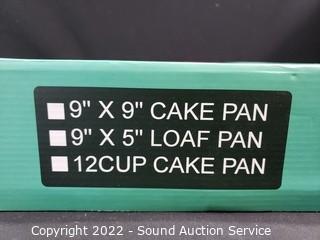 9" X 9" CAKE PAN
9" X 5" LOAF PAN
12CUP CAKE PAN
Copyright 2022 - Sound Auction Service